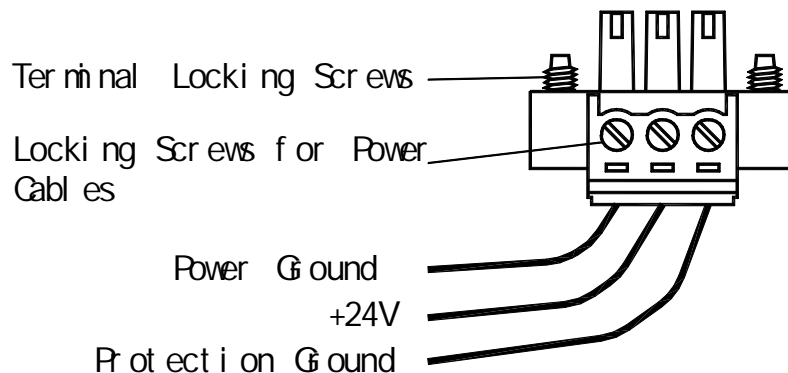 Terminal Locking Screws
Locking Screws for Power
Cables
Power Ground
+24V
Protection Ground